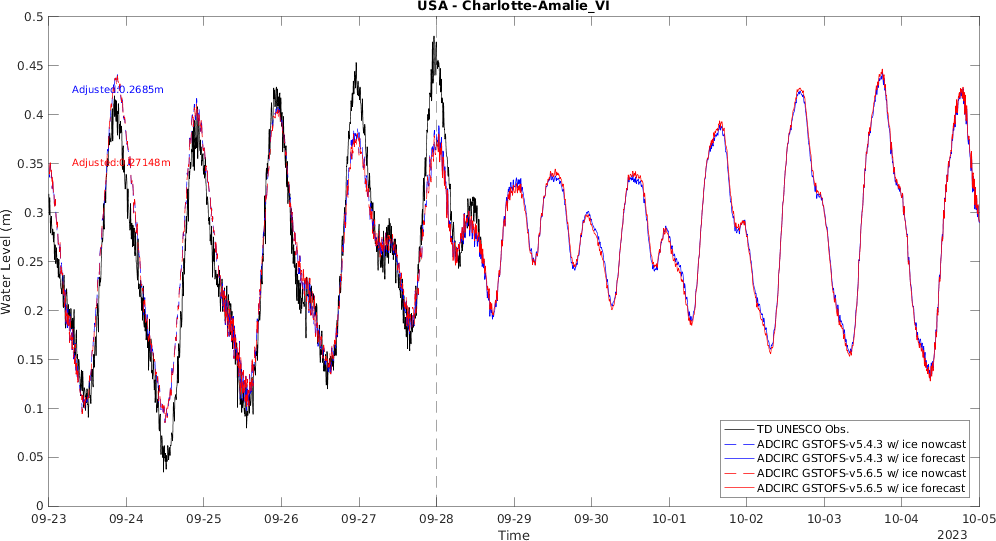 USA - Charlotte-Amalie_VI
0.5
0.45
0.4
0.35
0.3
0.25
0.2
0.15
0.1
0.05
0
Water Level (m)
Adjusted:0.2685m
Adjusted:0.27148m
TD UNESCO Obs.
ADCIRC GSTOFS-v5.4.3 w/ ice nowcast
ADCIRC GSTOFS-v5.4.3 w/ ice forecast
ADCIRC GSTOFS-v5.6.5 w/ ice nowcast
ADCIRC GSTOFS-v5.6.5 w/ ice forecast
09-23 09-24 09-25 09-26 09-27 09-28 09-29 09-30 10-01 10-02 10-03 10-04 10-05
Time
2023